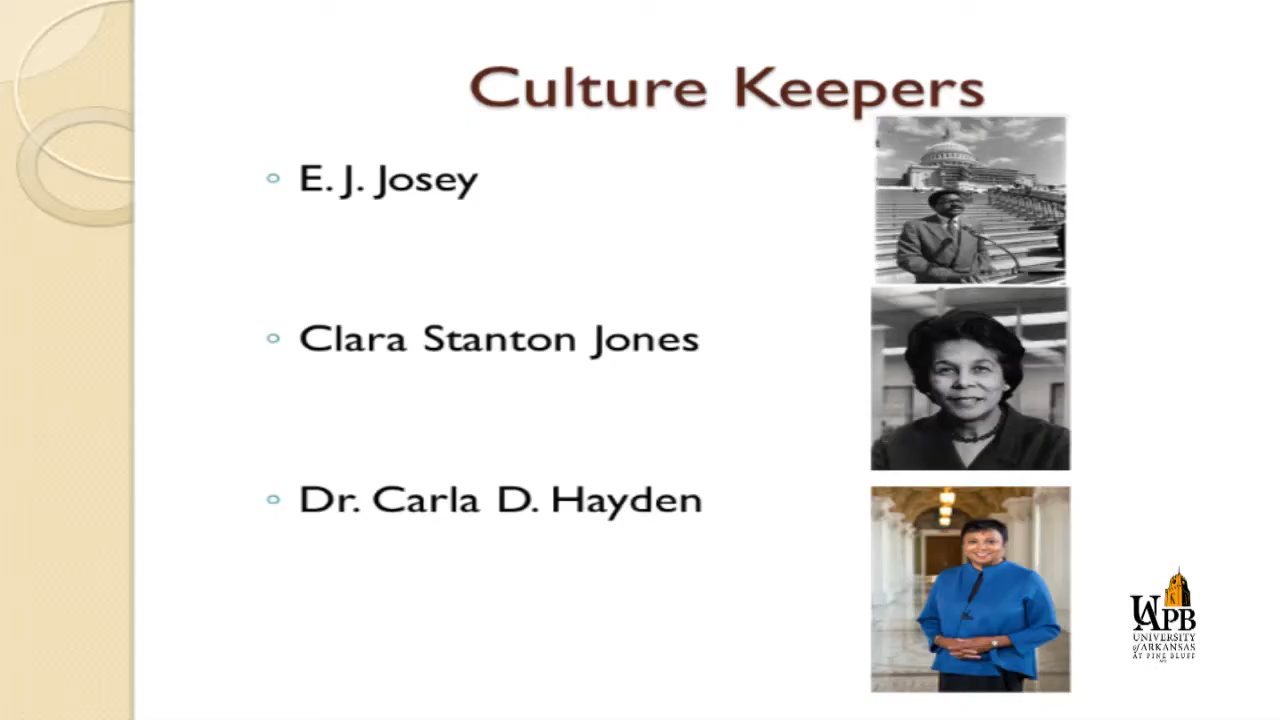 Culture Keepers
E. J. Josey
Clara Stanton Jones
Dr. Carla D. Hayden
UAPB
UNIVERSITY
of ARKANSAS
AT PINE BLUFF